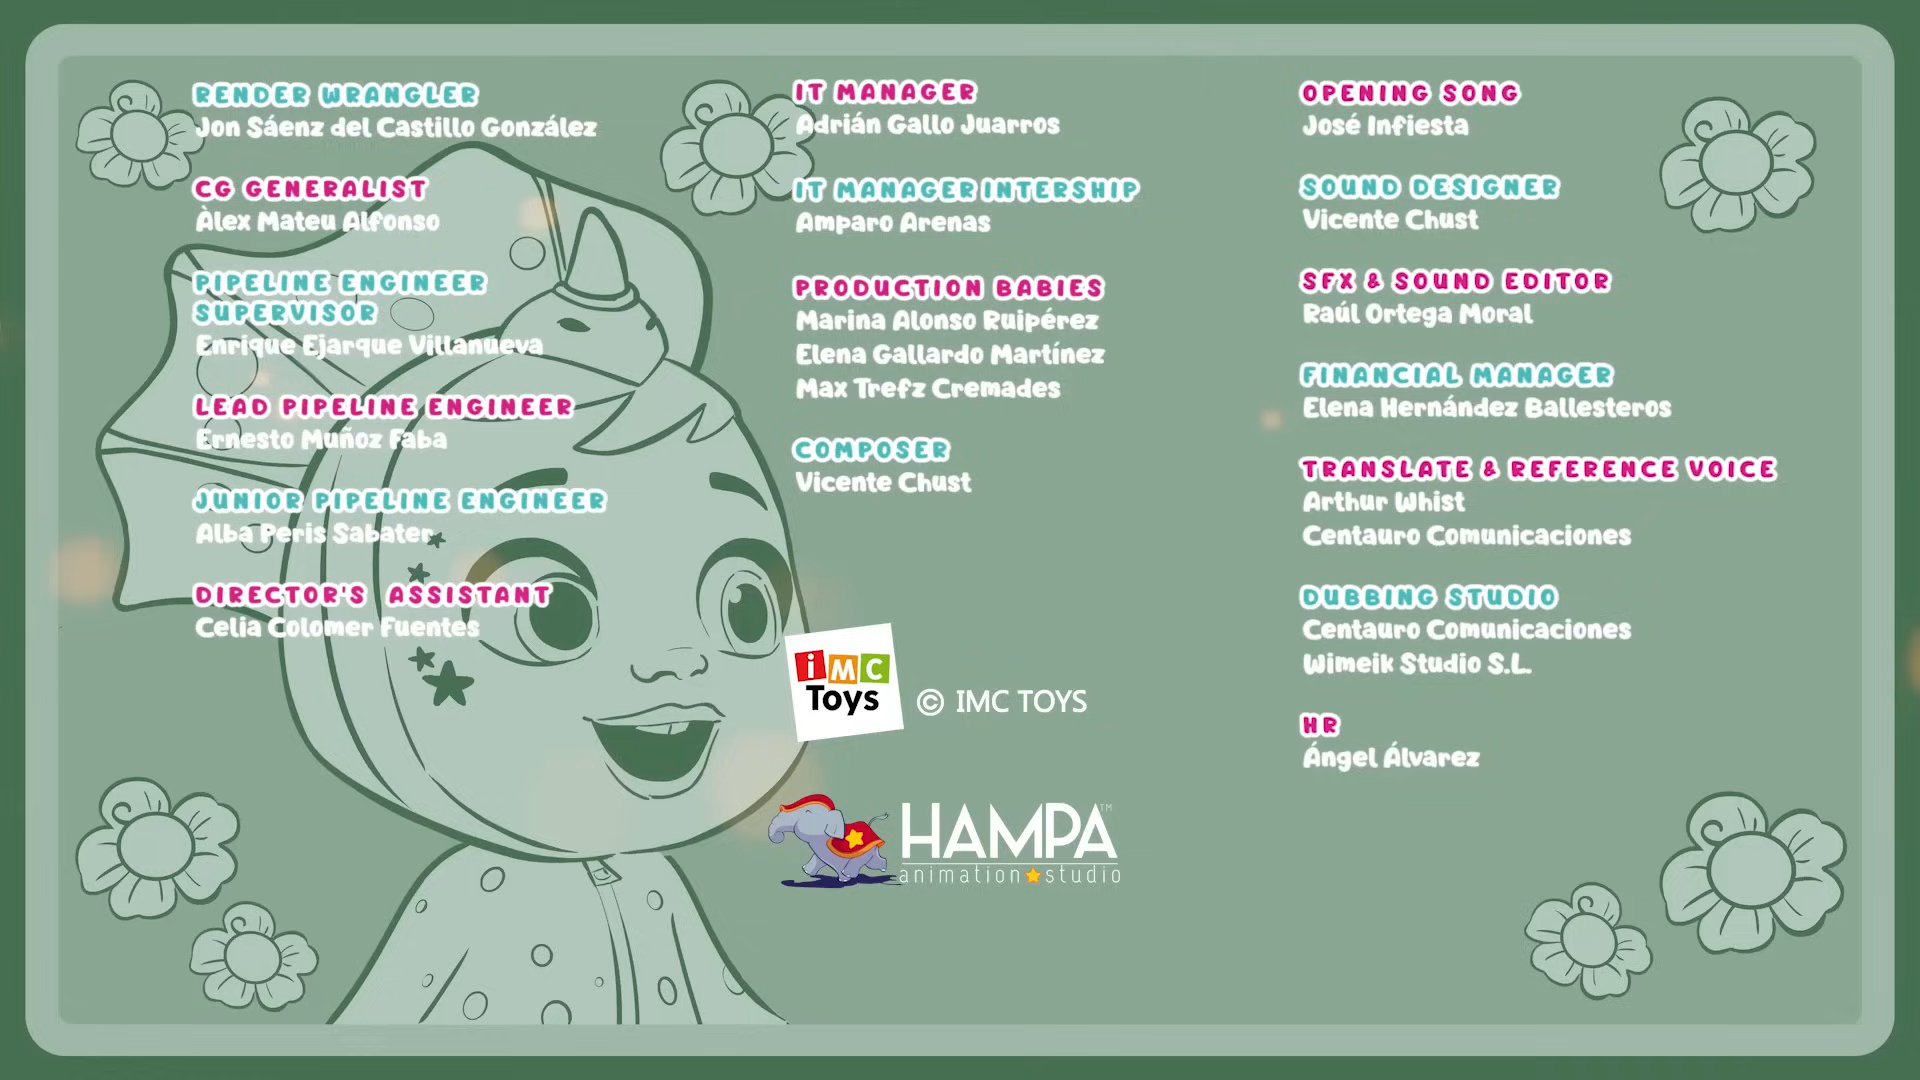 RENDER WRANGLER
Jon Sáenz del Castillo González
CG GENERALIST
Àlex Mateu Alfonso
PIPELINE ENGINEER
SUPERVISOR
Enrique Ejarque Villanueva
LEAD PIPELINE ENGINEER
Ernesto Muñoz Faba
JUNIOR PIPELINE ENGINEER
Alba Peris Sabater
DIRECTOR'S ASSISTANT
Celia Colomer Fuentes
IT MANAGER
Adrián Gallo Juarros
IT MANAGER INTERSHIP
Amparo Arenas
PRODUCTION BABIES
Marina Alonso Ruipérez
Elena Gallardo Martínez
Max Trefz Cremades
COMPOSER
Vicente Chust
iMC
Toys
© IMC TOYS
HAMPA™
animation studio
OPENING SONG
José Infiesta
SOUND DESIGNER
Vicente Chust
SFX & SOUND EDITOR
Raúl Ortega Moral
FINANCIAL MANAGER
Elena Hernández Ballesteros
TRANSLATE & REFERENCE VOICE
Arthur Whist
Centauro Comunicaciones
DUBBING STUDIO
Centauro Comunicaciones
Wimeik Studio S.L.
HR
Ángel Álvarez